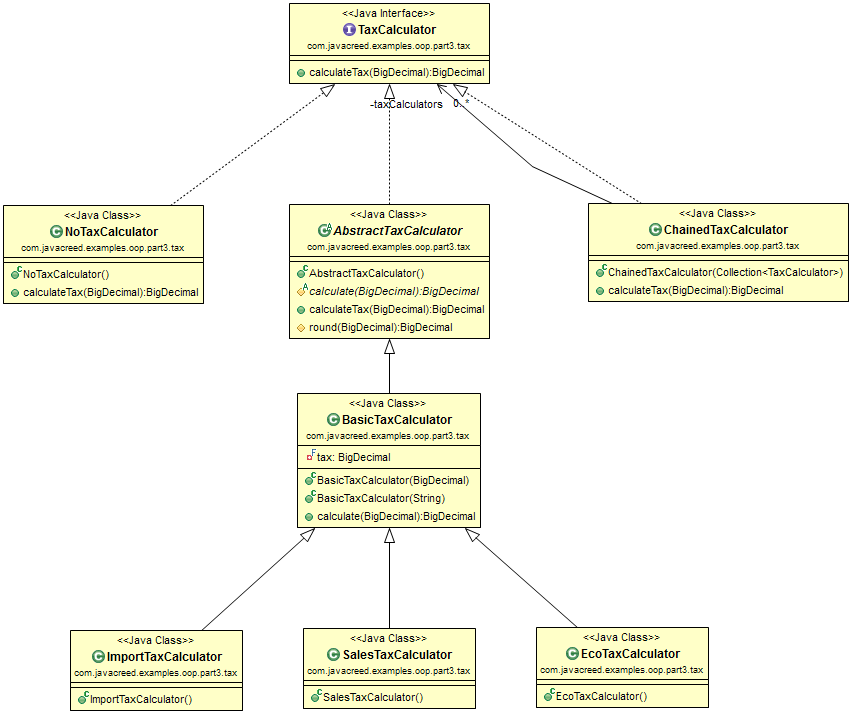 <<Java Interface>>
TaxCalculator
com.javacreed.examples.oop.part3.tax
calculateTax(BigDecimal):BigDecimal
-taxCalculators 0..*
<<Java Class>>
NoTaxCalculator
com.javacreed.examples.oop.part3.tax
NoTaxCalculator()
calculateTax(BigDecimal):BigDecimal
<<Java Class>>
AbstractTaxCalculator
com.javacreed.examples.oop.part3.tax
AbstractTaxCalculator()
calculate(BigDecimal):BigDecimal
calculateTax(BigDecimal):BigDecimal
round(BigDecimal):BigDecimal
<<Java Class>>
ChainedTaxCalculator
com.javacreed.examples.oop.part3.tax
ChainedTaxCalculator(Collection<TaxCalculator>)
calculateTax(BigDecimal):BigDecimal
<<Java Class>>
BasicTaxCalculator
com.javacreed.examples.oop.part3.tax
tax: BigDecimal
BasicTaxCalculator(BigDecimal)
BasicTaxCalculator(String)
calculate(BigDecimal):BigDecimal
<<Java Class>>
ImportTaxCalculator
com.javacreed.examples.oop.part3.tax
ImportTaxCalculator()
<<Java Class>>
SalesTaxCalculator
com.javacreed.examples.oop.part3.tax
SalesTaxCalculator()
<<Java Class>>
EcoTaxCalculator
com.javacreed.examples.oop.part3.tax
EcoTaxCalculator()